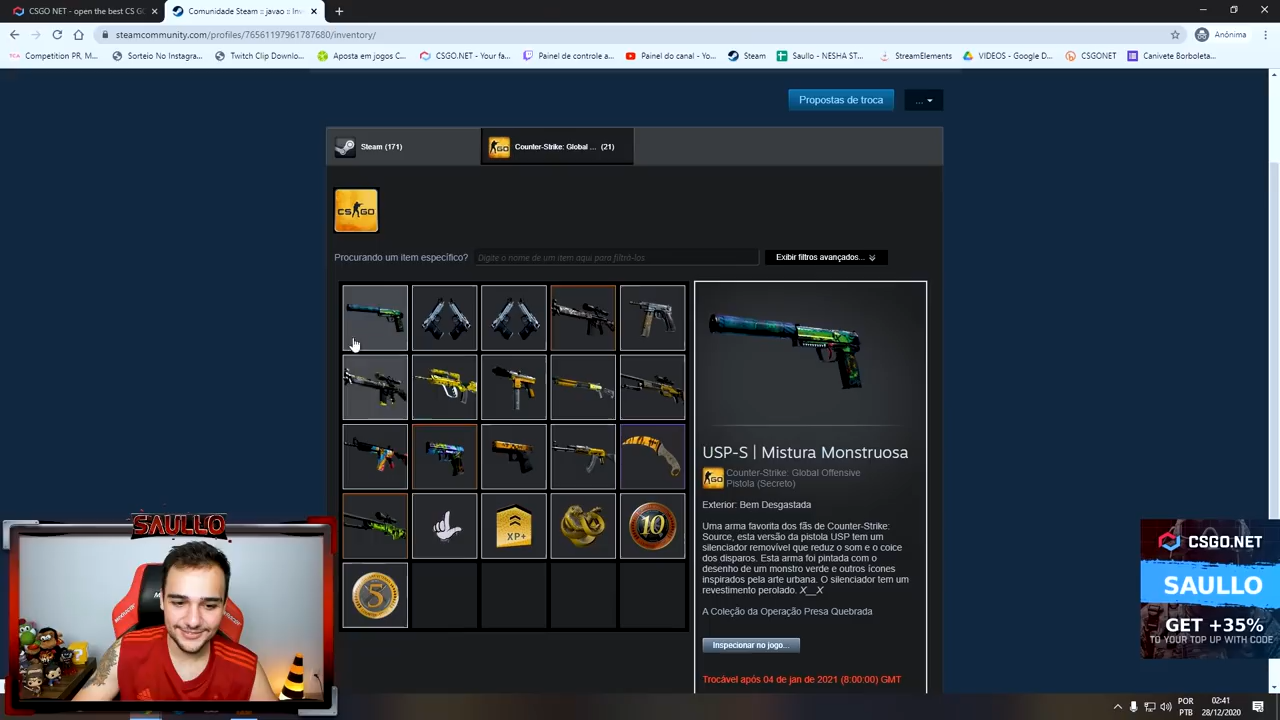 CSGO NET - open the best CS G
Comunidade Steam :: javao :: Inv
steamcommunity.com/profiles/76561197961787680/inventory/
Anônima
Competition PR, M...
Sorteio No Instagra...
Twitch Clip Downlo...
Aposta em jogos C...
CSGO.NET - Your fa...
Painel de controle a...
Painel do canal - Yo...
Steam
Saullo - NESHA ST...
StreamElements
VIDEOS - Google D...
CSGONET
Canivete Borboleta...
Propostas de troca
...
Steam (171)
Counter-Strike: Global ... (21)
CS GO
Procurando um item específico?
Digite o nome de um item aqui para filtrá-los
Exibir filtros avançados...
USP-S | Mistura Monstruosa
Counter-Strike: Global Offensive
Pistola (Secreto)
Exterior: Bem Desgastada
Uma arma favorita dos fãs de Counter-Strike:
Source, esta versão da pistola USP tem um
silenciador removível que reduz o som e o coice
dos disparos. Esta arma foi pintada com o
desenho de um monstro verde e outros ícones
inspirados pela arte urbana. O silenciador tem um
revestimento perolado. X__X
A Coleção da Operação Presa Quebrada
Inspecionar no jogo...
Trocável após 04 de jan de 2021 (8:00:00) GMT
XP+
10
5
SAULLO
CSGO.NET
SAULLO
GET +35%
TO YOUR TOP UP WITH CODE
POR
PTB
02:41
28/12/2020